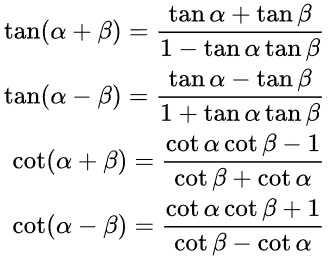 tan(α + β) = (tan α + tan β) / (1 − tan α tan β)
tan(α − β) = (tan α − tan β) / (1 + tan α tan β)
cot(α + β) = (cot α cot β − 1) / (cot β + cot α)
cot(α − β) = (cot α cot β + 1) / (cot β − cot α)